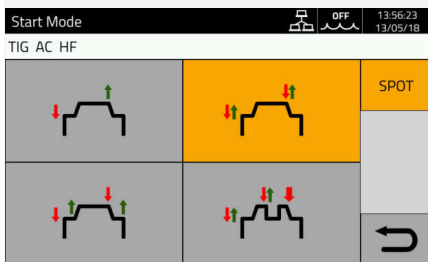 Start Mode
OFF
13:56:23
13/05/18
TIG AC HF
SPOT